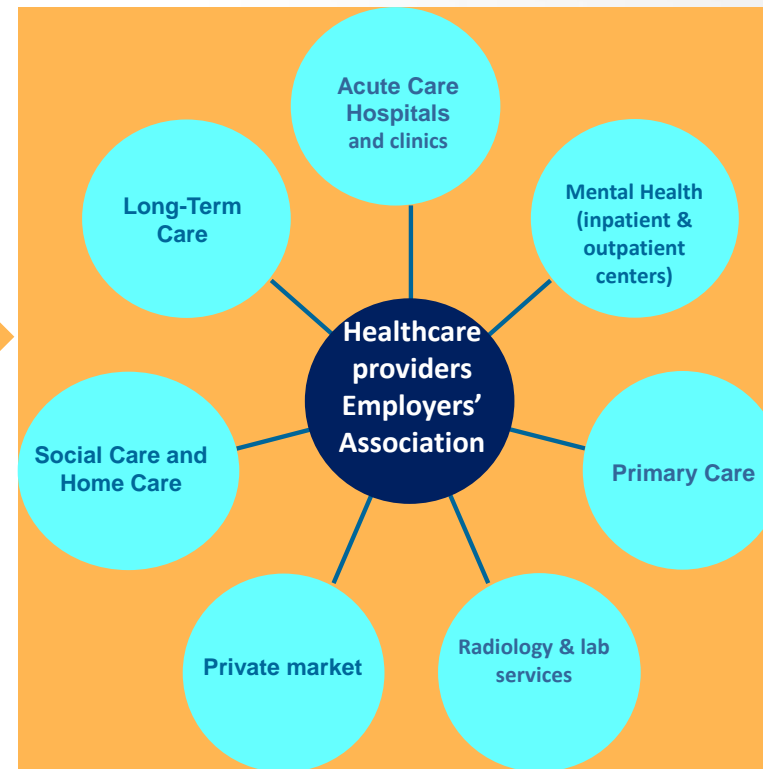 Acute Care
Hospitals
and clinics
Mental Health
(inpatient &
outpatient
centers)
Long-Term
Care
Healthcare
providers
Employers’
Association
Social Care and
Home Care
Primary Care
Private market
Radiology & lab
services